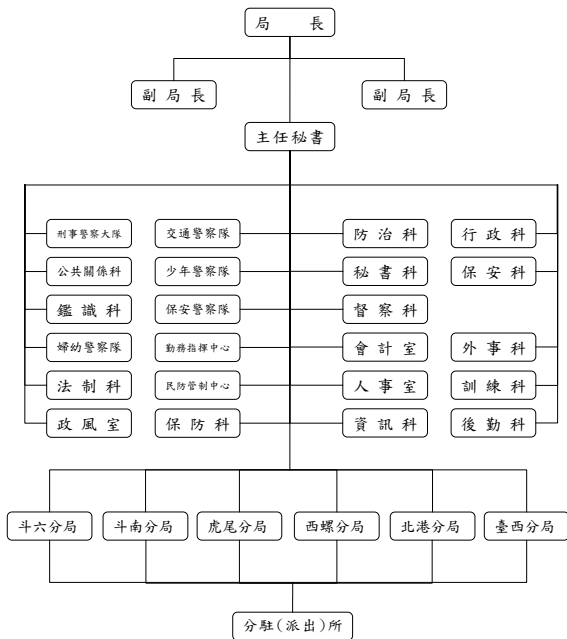 局長
副局長 副局長
主任秘書
刑事警察大隊 交通警察隊 防治科 行政科
公共關係科 少年警察隊 秘書科 保安科
鑑識科 保安警察隊 督察科
婦幼警察隊 勤務指揮中心 會計室 外事科
法制科 民防管制中心 人事室 訓練科
政風室 保防科 資訊科 後勤科
斗六分局 斗南分局 虎尾分局 西螺分局 北港分局 臺西分局
分駐(派出)所